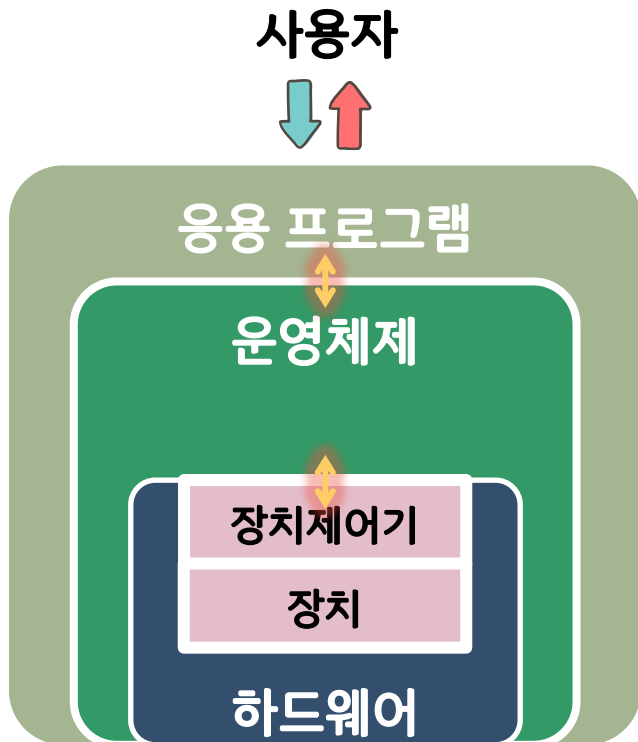 사용자
응용 프로그램
운영체제
장치제어기
장치
하드웨어